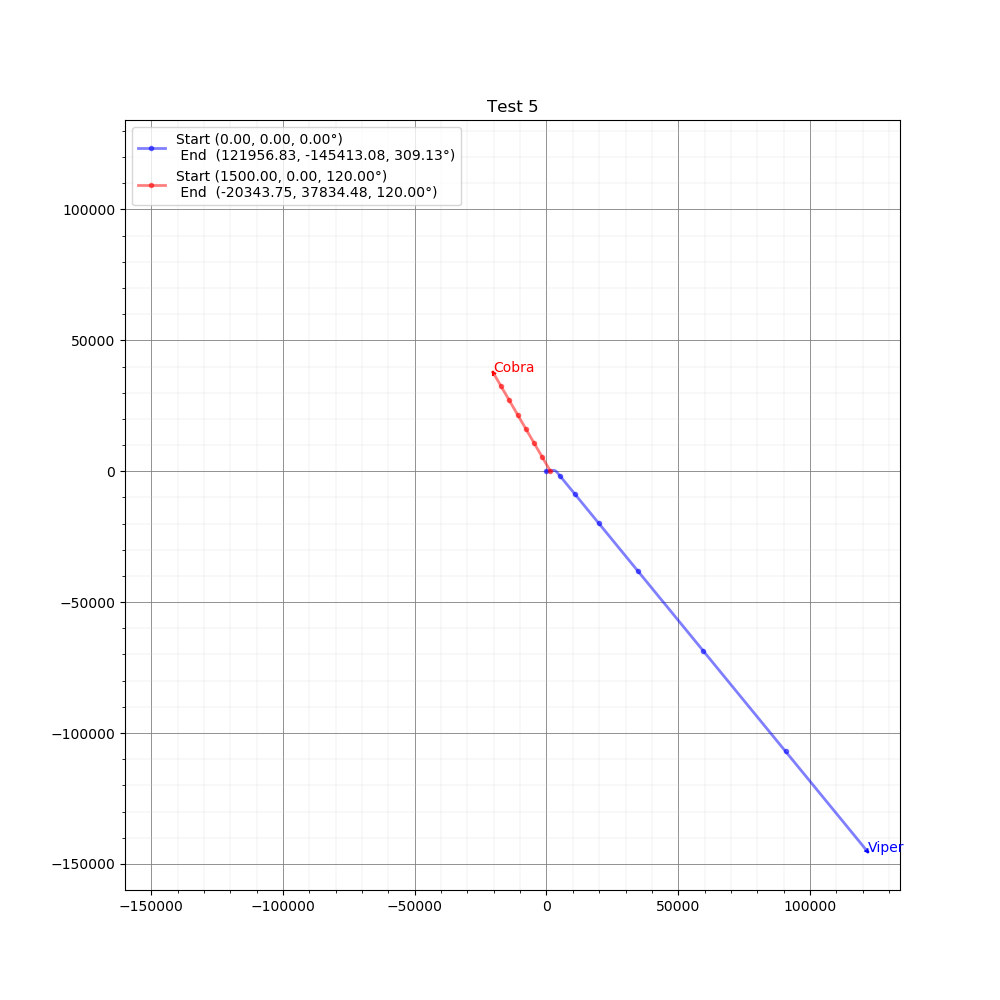 Test 5
Start (0.00, 0.00, 0.00°)
End (121956.83, -145413.08, 309.13°)
Start (1500.00, 0.00, 120.00°)
End (-20343.75, 37834.48, 120.00°)
100000
50000
Cobra
0
−50000
−100000
Viper
−150000
−150000 −100000 −50000 0 50000 100000